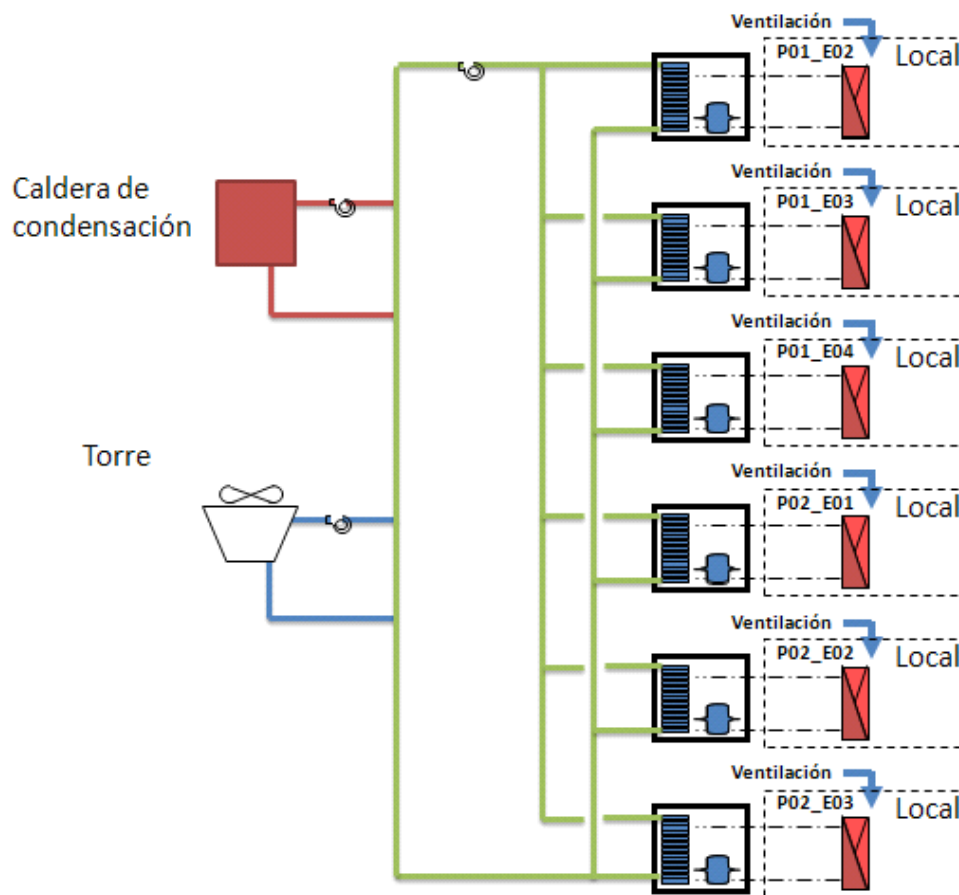 Ventilación
P01_E02
Local
Ventilación
P01_E03
Local
Caldera de
condensación
Ventilación
P01_E04
Local
Torre
Ventilación
P02_E01
Local
Ventilación
P02_E02
Local
Ventilación
P02_E03
Local